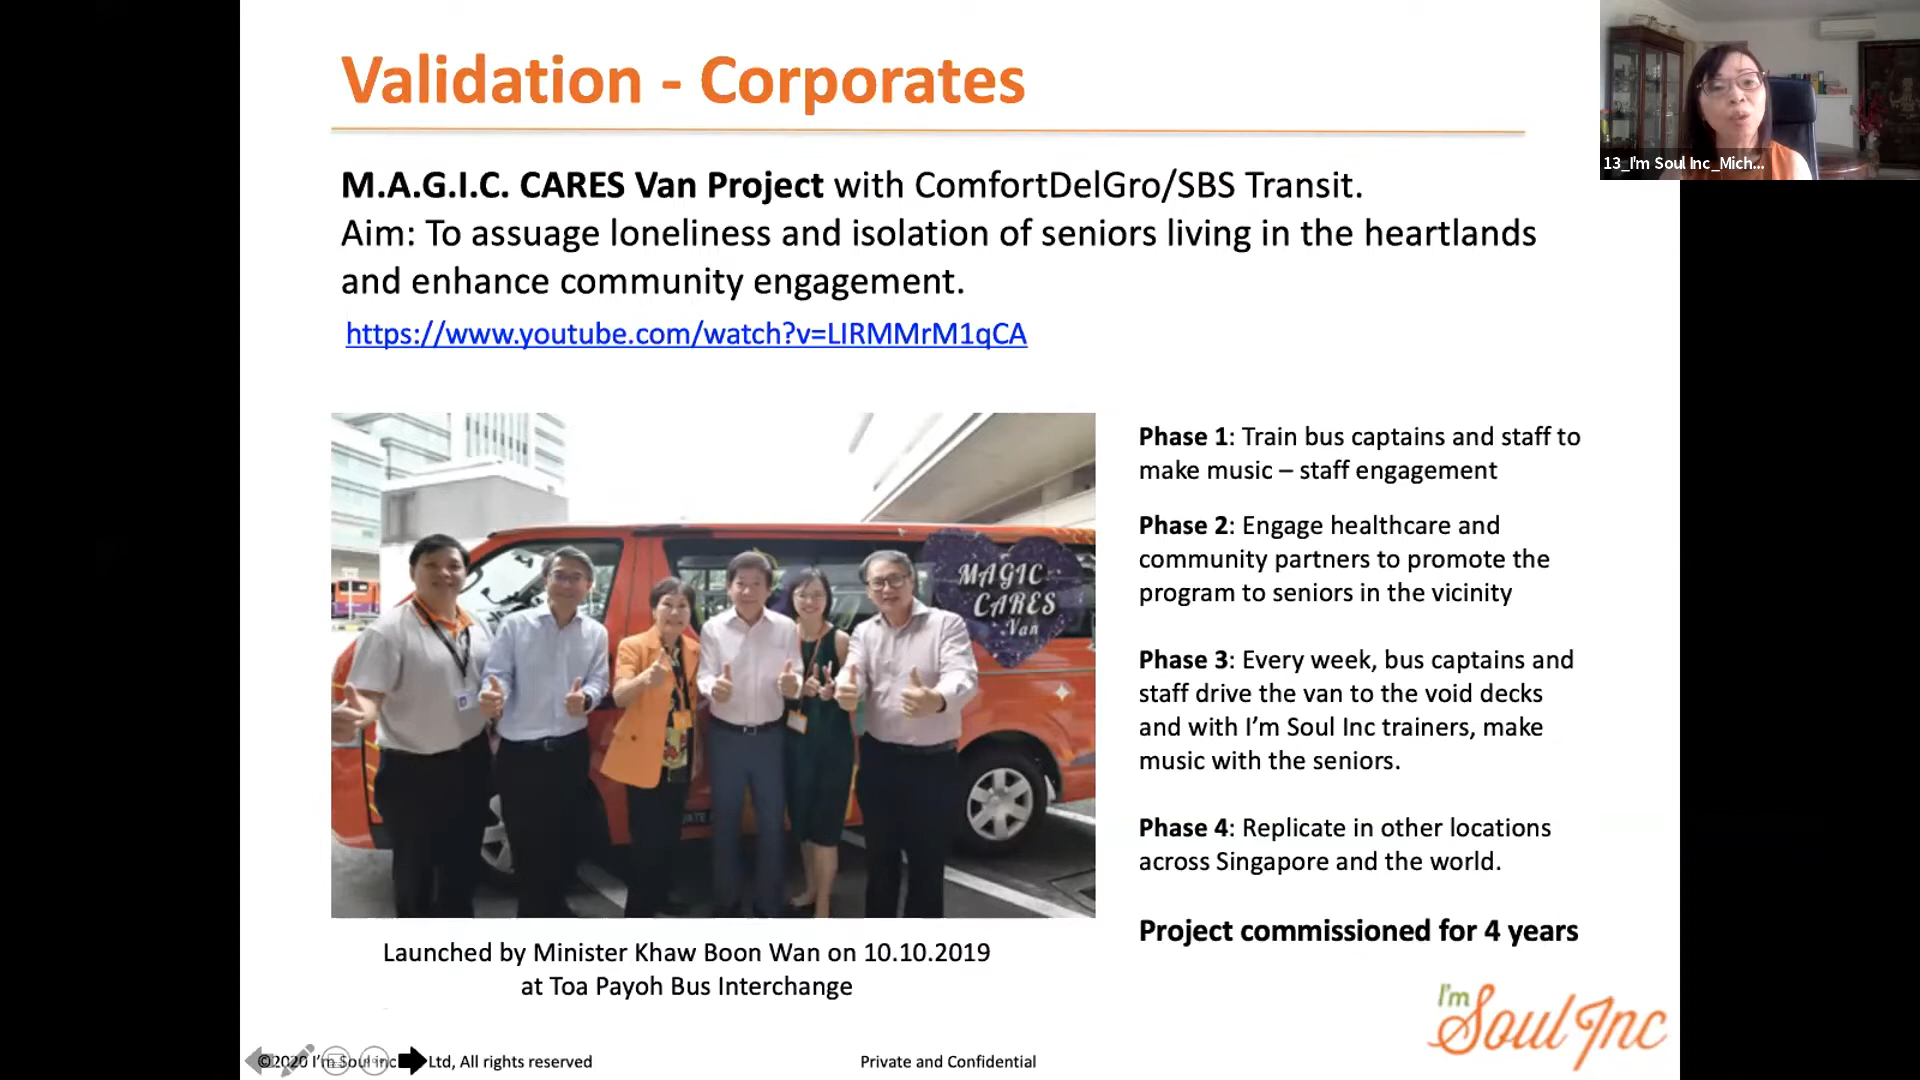 Validation - Corporates
13_I'm Soul Inc_Mich...
M.A.G.I.C. CARES Van Project with ComfortDelGro/SBS Transit.
Aim: To assuage loneliness and isolation of seniors living in the heartlands
and enhance community engagement.
https://www.youtube.com/watch?v=LIRMMrM1qCA
MAGIC
CARES
Van
Phase 1: Train bus captains and staff to
make music – staff engagement
Phase 2: Engage healthcare and
community partners to promote the
program to seniors in the vicinity
Phase 3: Every week, bus captains and
staff drive the van to the void decks
and with I'm Soul Inc trainers, make
music with the seniors.
Phase 4: Replicate in other locations
across Singapore and the world.
Project commissioned for 4 years
Launched by Minister Khaw Boon Wan on 10.10.2019
at Toa Payoh Bus Interchange
I'm
Soul Inc
©2020 I'm Soul inc Ltd, All rights reserved
Private and Confidential